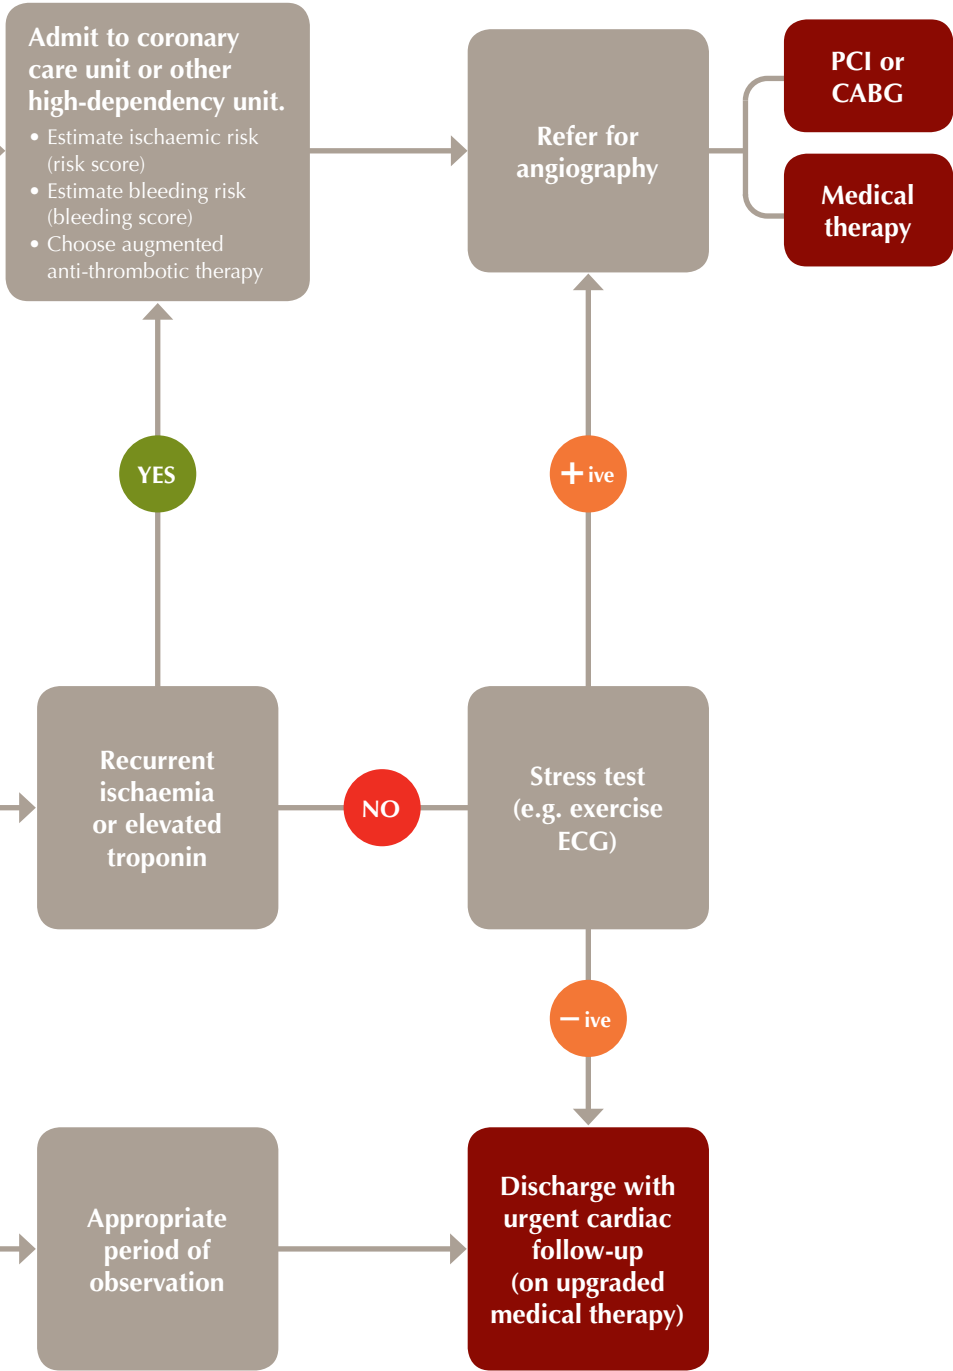 Admit to coronary
care unit or other
high-dependency unit.
• Estimate ischaemic risk
(risk score)
• Estimate bleeding risk
(bleeding score)
• Choose augmented
anti-thrombotic therapy
Refer for
angiography
PCI or
CABG
Medical
therapy
YES
+ ive
Recurrent
ischaemia
or elevated
troponin
NO
Stress test
(e.g. exercise
ECG)
− ive
Appropriate
period of
observation
Discharge with
urgent cardiac
follow-up
(on upgraded
medical therapy)